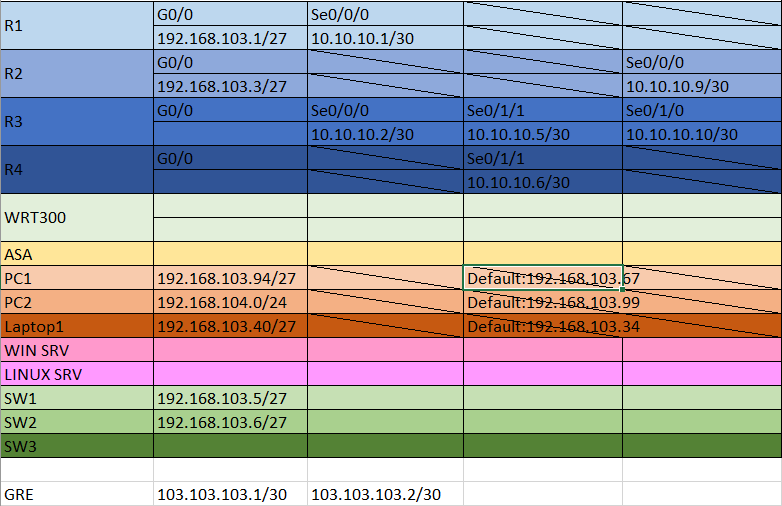 R1 G0/0 Se0/0/0
192.168.103.1/27 10.10.10.1/30
R2 G0/0 Se0/0/0
192.168.103.3/27 10.10.10.9/30
R3 G0/0 Se0/0/0 Se0/1/1 Se0/1/0
10.10.10.2/30 10.10.10.5/30 10.10.10.10/30
R4 G0/0 Se0/1/1
10.10.10.6/30
WRT300
ASA
PC1 192.168.103.94/27 Default:192.168.103.67
PC2 192.168.104.0/24 Default:192.168.103.99
Laptop1 192.168.103.40/27 Default:192.168.103.34
WIN SRV
LINUX SRV
SW1 192.168.103.5/27
SW2 192.168.103.6/27
SW3
GRE 103.103.103.1/30 103.103.103.2/30